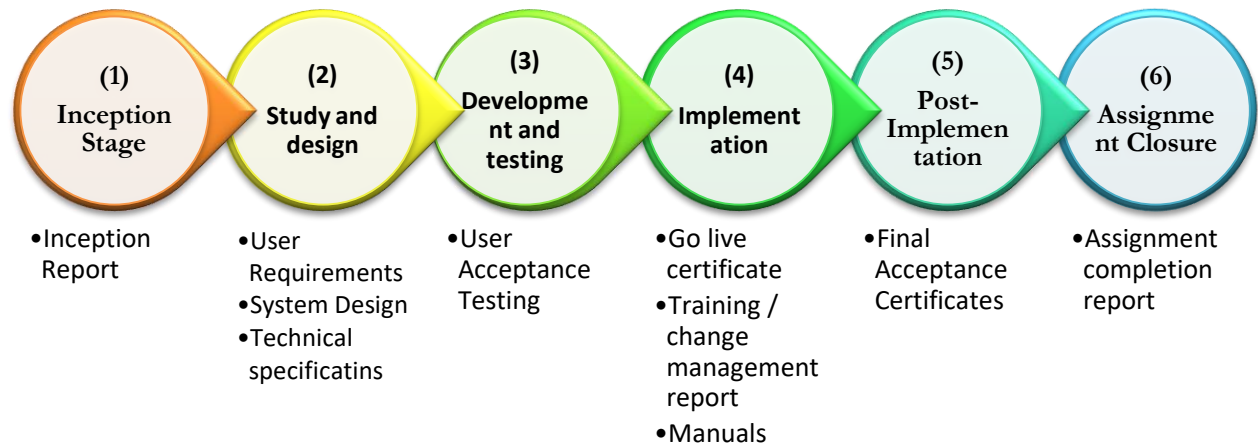 (1)
Inception
Stage
(2)
Study and
design
(3)
Developme
nt and
testing
(4)
Implement
ation
(5)
Post-
Implemen
tation
(6)
Assignme
nt Closure
•Inception
Report
•User
Requirements
•System Design
•Technical
specificatins
•User
Acceptance
Testing
•Go live
certificate
•Training /
change
management
report
•Manuals
•Final
Acceptance
Certificates
•Assignment
completion
report